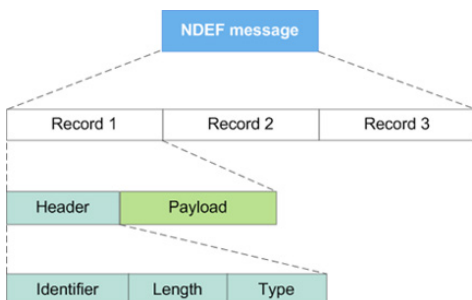 NDEF message
Record 1 Record 2 Record 3
Header Payload
Identifier Length Type